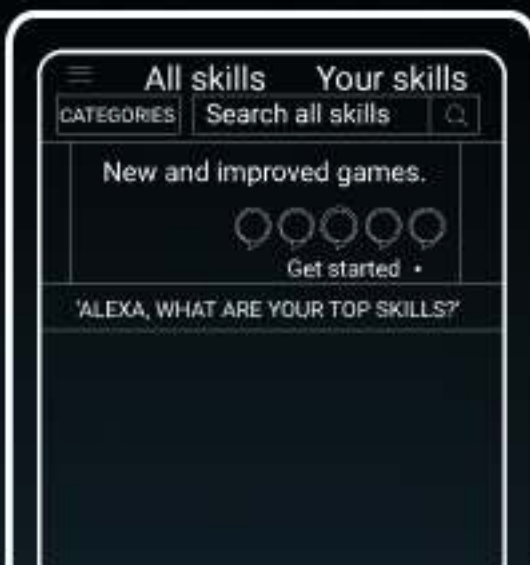 All skills Your skills
CATEGORIES Search all skills
New and improved games.
Get started •
'ALEXA, WHAT ARE YOUR TOP SKILLS?'